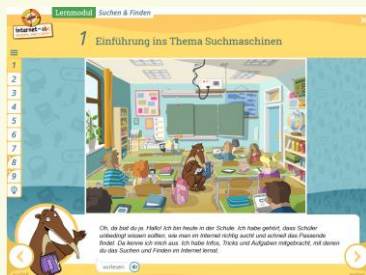 Lernmodul Suchen & Finden
internet-abc
1 Einführung ins Thema Suchmaschinen
1
2
3
4
5
6
7
8
9
Oh, da bist du ja. Hallo! Ich bin heute in der Schule. Ich habe gehört, dass Schüler
unbedingt wissen sollten, wie man im Internet richtig sucht und schnell das Passende
findet. Da kenne ich mich aus. Ich habe Infos, Tricks und Aufgaben mitgebracht, mit denen
du das Suchen und Finden im Internet lernst.
vorlesen